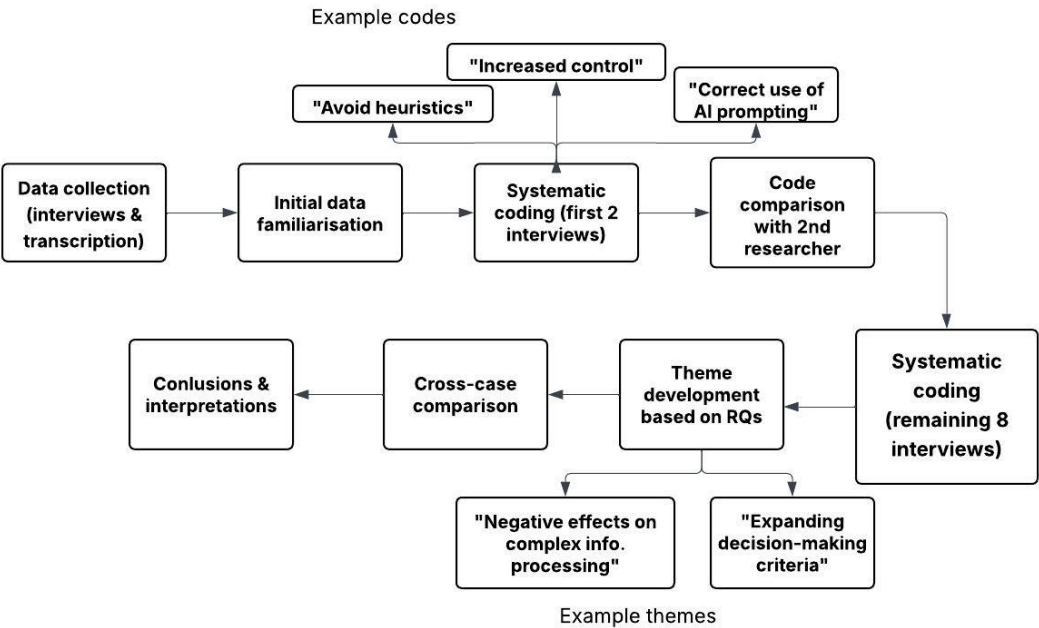 Example codes
"Increased control"
"Avoid heuristics"
"Correct use of
AI prompting"
Data collection
(interviews &
transcription)
Initial data
familiarisation
Systematic
coding (first 2
interviews)
Code
comparison
with 2nd
researcher
Systematic
coding
(remaining 8
interviews)
Theme
development
based on RQs
Cross-case
comparison
Conlusions &
interpretations
"Negative effects on
complex info.
processing"
"Expanding
decision-making
criteria"
Example themes